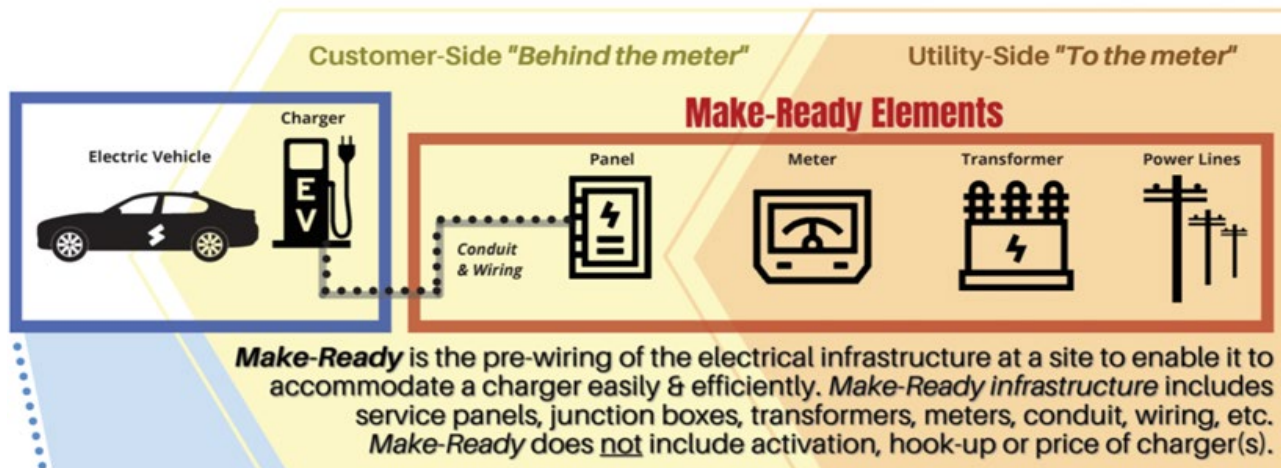 Customer-Side "Behind the meter"
Utility-Side "To the meter"
Make-Ready Elements
Electric Vehicle
Charger
EV
Conduit
& Wiring
Panel
Meter
Transformer
Power Lines
Make-Ready is the pre-wiring of the electrical infrastructure at a site to enable it to
accommodate a charger easily & efficiently. Make-Ready infrastructure includes
service panels, junction boxes, transformers, meters, conduit, wiring, etc.
Make-Ready does not include activation, hook-up or price of charger(s).